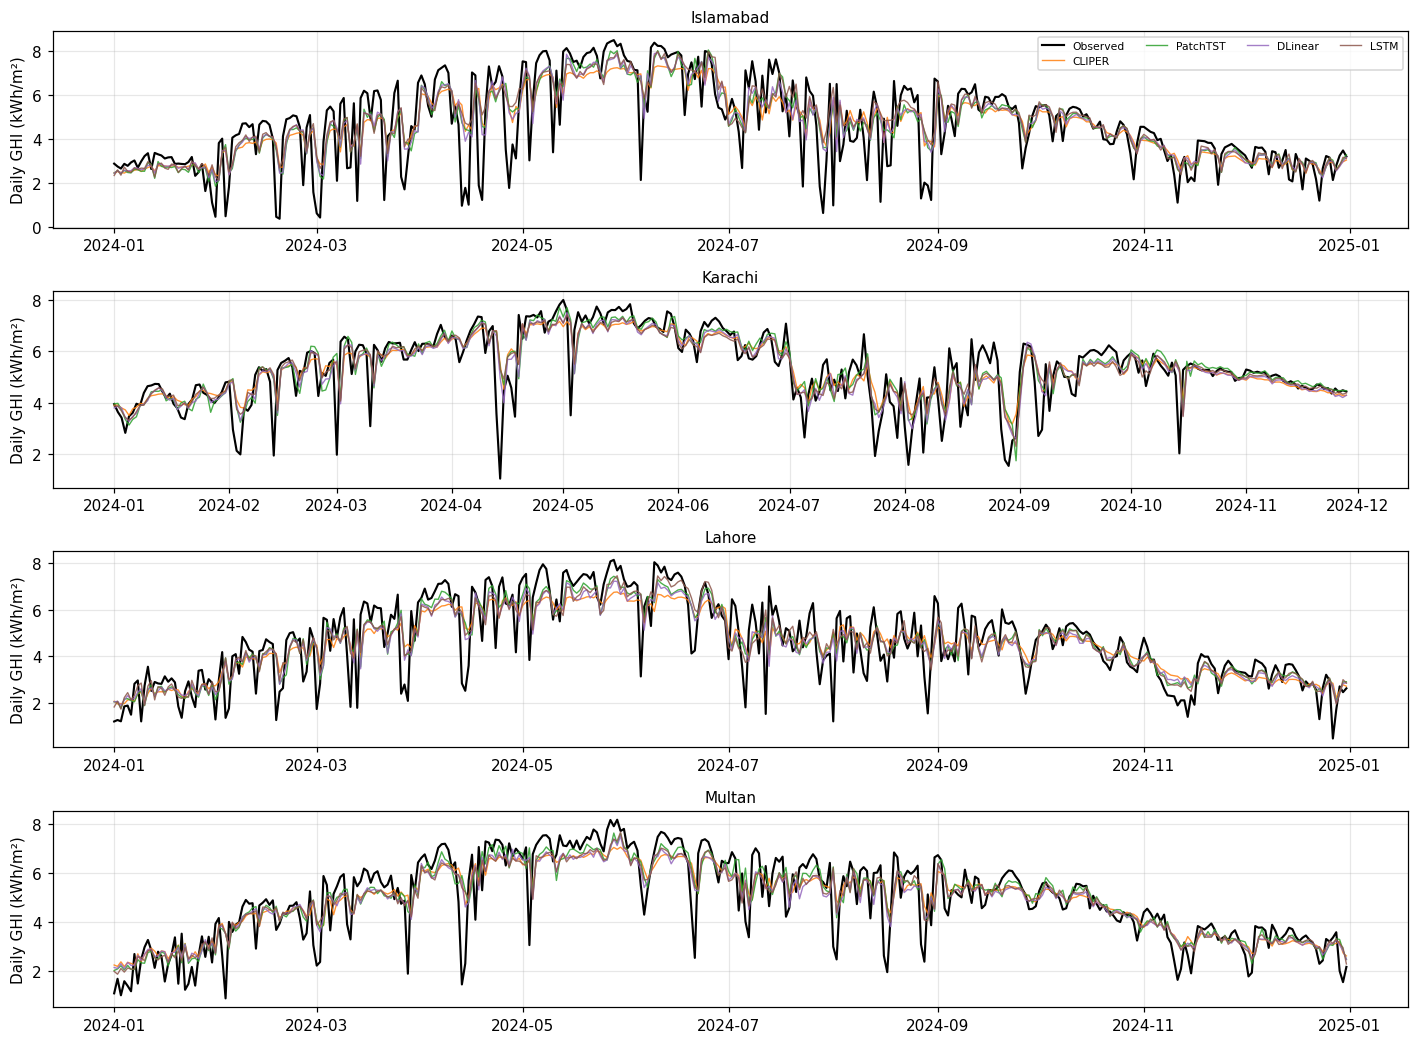 Islamabad
Daily GHI (kWh/m²)
8
6
4
2
0
Observed PatchTST DLinear LSTM
CLIPER
2024-01 2024-03 2024-05 2024-07 2024-09 2024-11 2025-01
Karachi
Daily GHI (kWh/m²)
8
6
4
2
2024-01 2024-02 2024-03 2024-04 2024-05 2024-06 2024-07 2024-08 2024-09 2024-10 2024-11 2024-12
Lahore
Daily GHI (kWh/m²)
8
6
4
2
2024-01 2024-03 2024-05 2024-07 2024-09 2024-11 2025-01
Multan
Daily GHI (kWh/m²)
8
6
4
2
2024-01 2024-03 2024-05 2024-07 2024-09 2024-11 2025-01